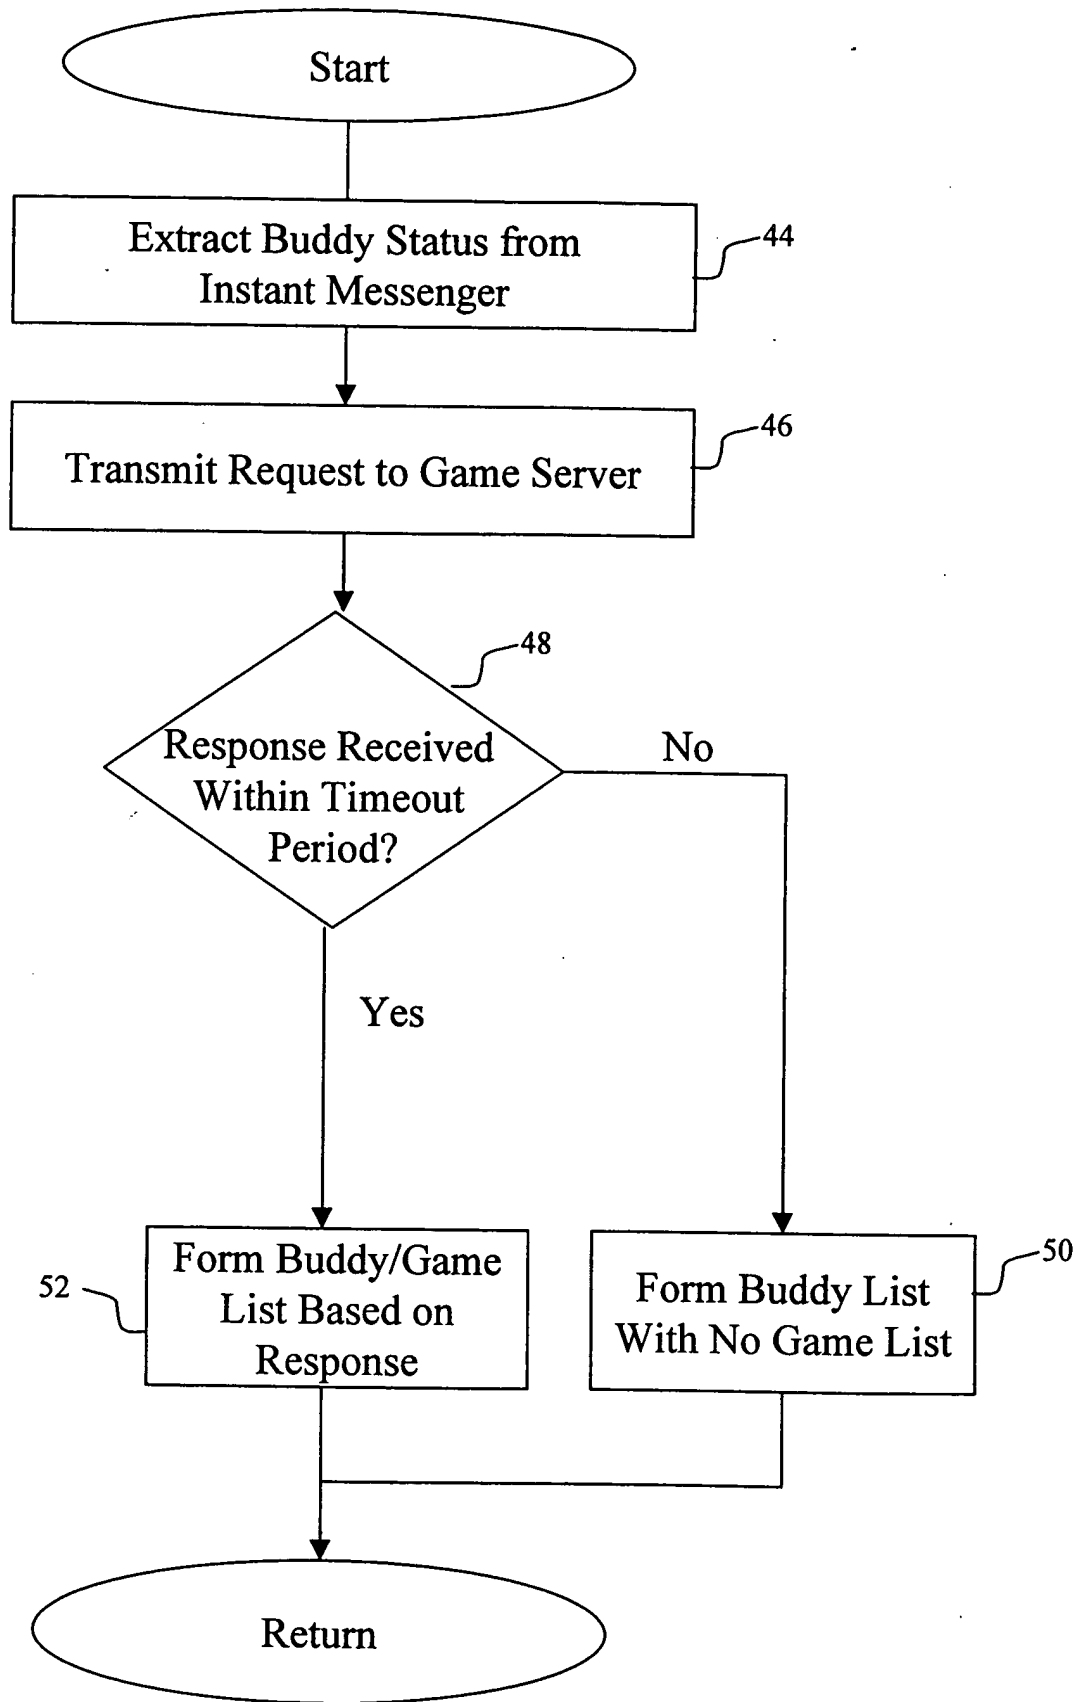 Start
Extract Buddy Status from
Instant Messenger
44
Transmit Request to Game Server
46
48
Response Received
Within Timeout
Period?
No
Yes
52
Form Buddy/Game
List Based on
Response
Form Buddy List
With No Game List
50
Return